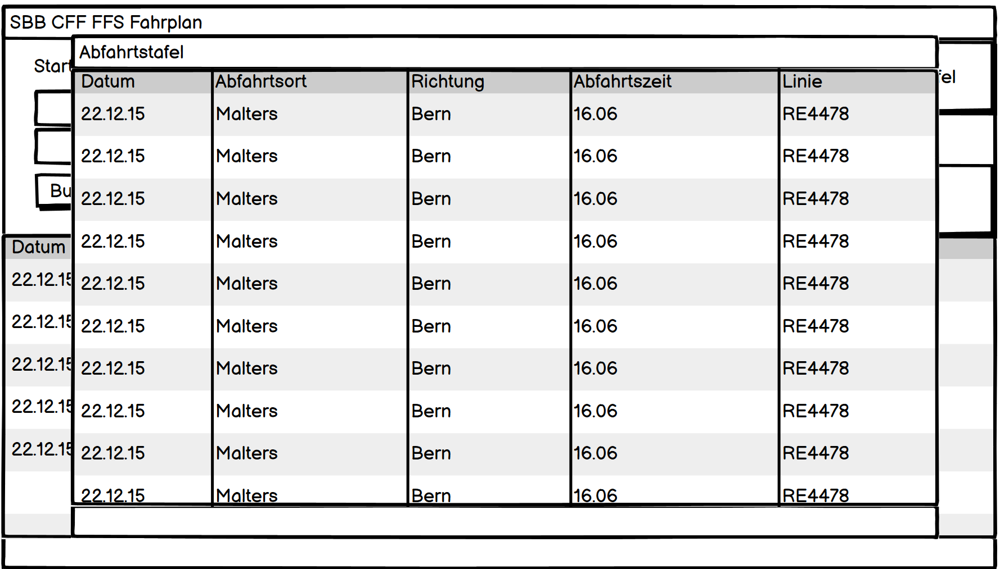 SBB CFF FFS Fahrplan
Abfahrtstafel
Start
Datum Abfahrtsort Richtung Abfahrtszeit Linie
22.12.15 Malters Bern 16.06 RE4478
22.12.15 Malters Bern 16.06 RE4478
22.12.15 Malters Bern 16.06 RE4478
22.12.15 Malters Bern 16.06 RE4478
22.12.15 Malters Bern 16.06 RE4478
22.12.15 Malters Bern 16.06 RE4478
22.12.15 Malters Bern 16.06 RE4478
22.12.15 Malters Bern 16.06 RE4478
22.12.15 Malters Bern 16.06 RE4478
22.12.15 Malters Bern 16.06 RE4478
Datum
22.12.15
22.12.15
22.12.15
22.12.15
22.12.15